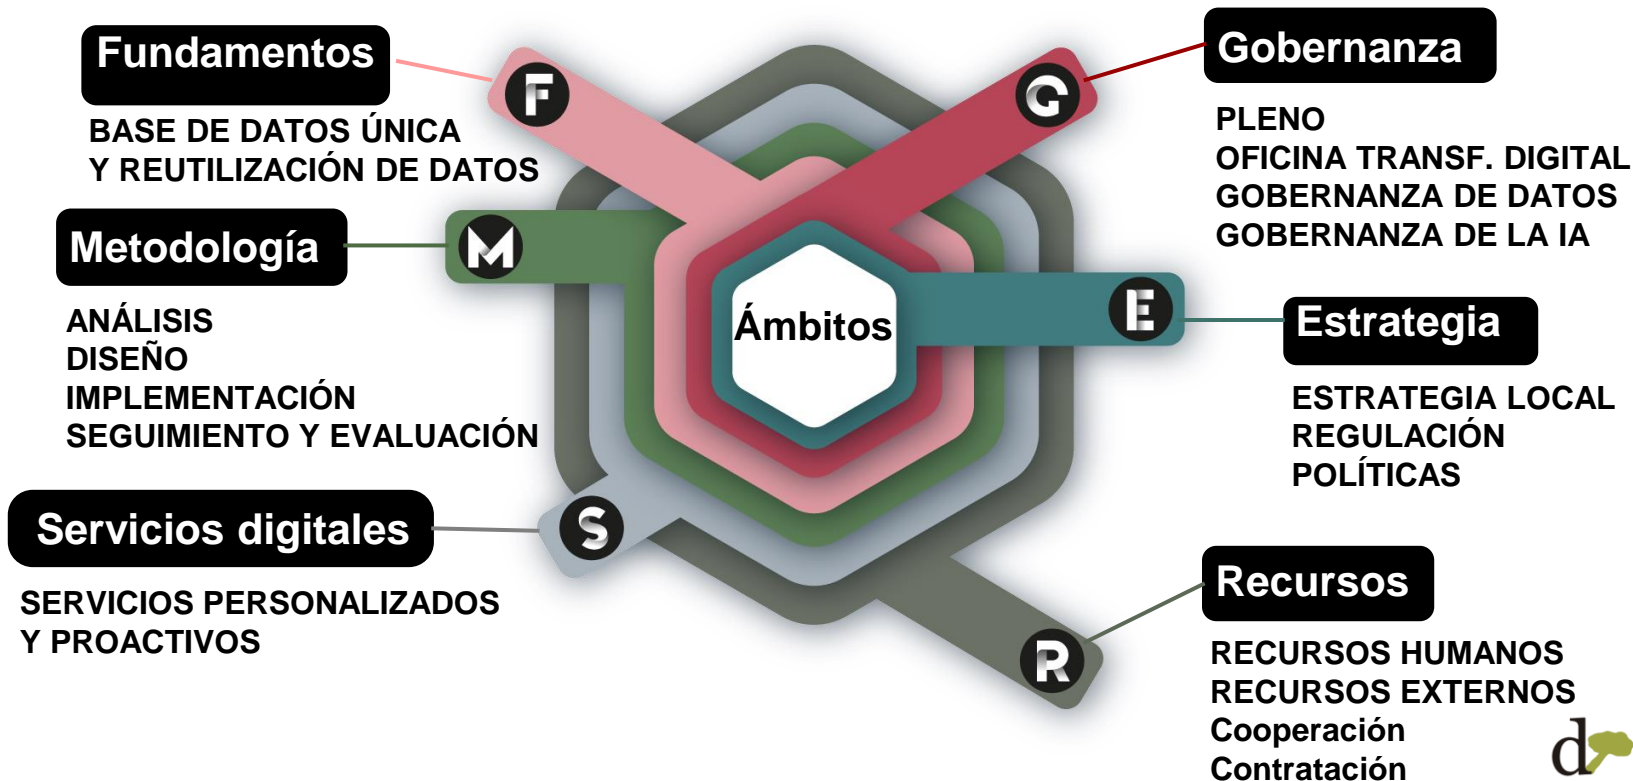 Fundamentos
BASE DE DATOS ÚNICA
Y REUTILIZACIÓN DE DATOS
Metodología
ANÁLISIS
DISEÑO
IMPLEMENTACIÓN
SEGUIMIENTO Y EVALUACIÓN
Servicios digitales
SERVICIOS PERSONALIZADOS
Y PROACTIVOS
F
M
S
Ámbitos
G
E
R
Gobernanza
PLENO
OFICINA TRANSF. DIGITAL
GOBERNANZA DE DATOS
GOBERNANZA DE LA IA
Estrategia
ESTRATEGIA LOCAL
REGULACIÓN
POLÍTICAS
Recursos
RECURSOS HUMANOS
RECURSOS EXTERNOS
Cooperación
Contratación
d